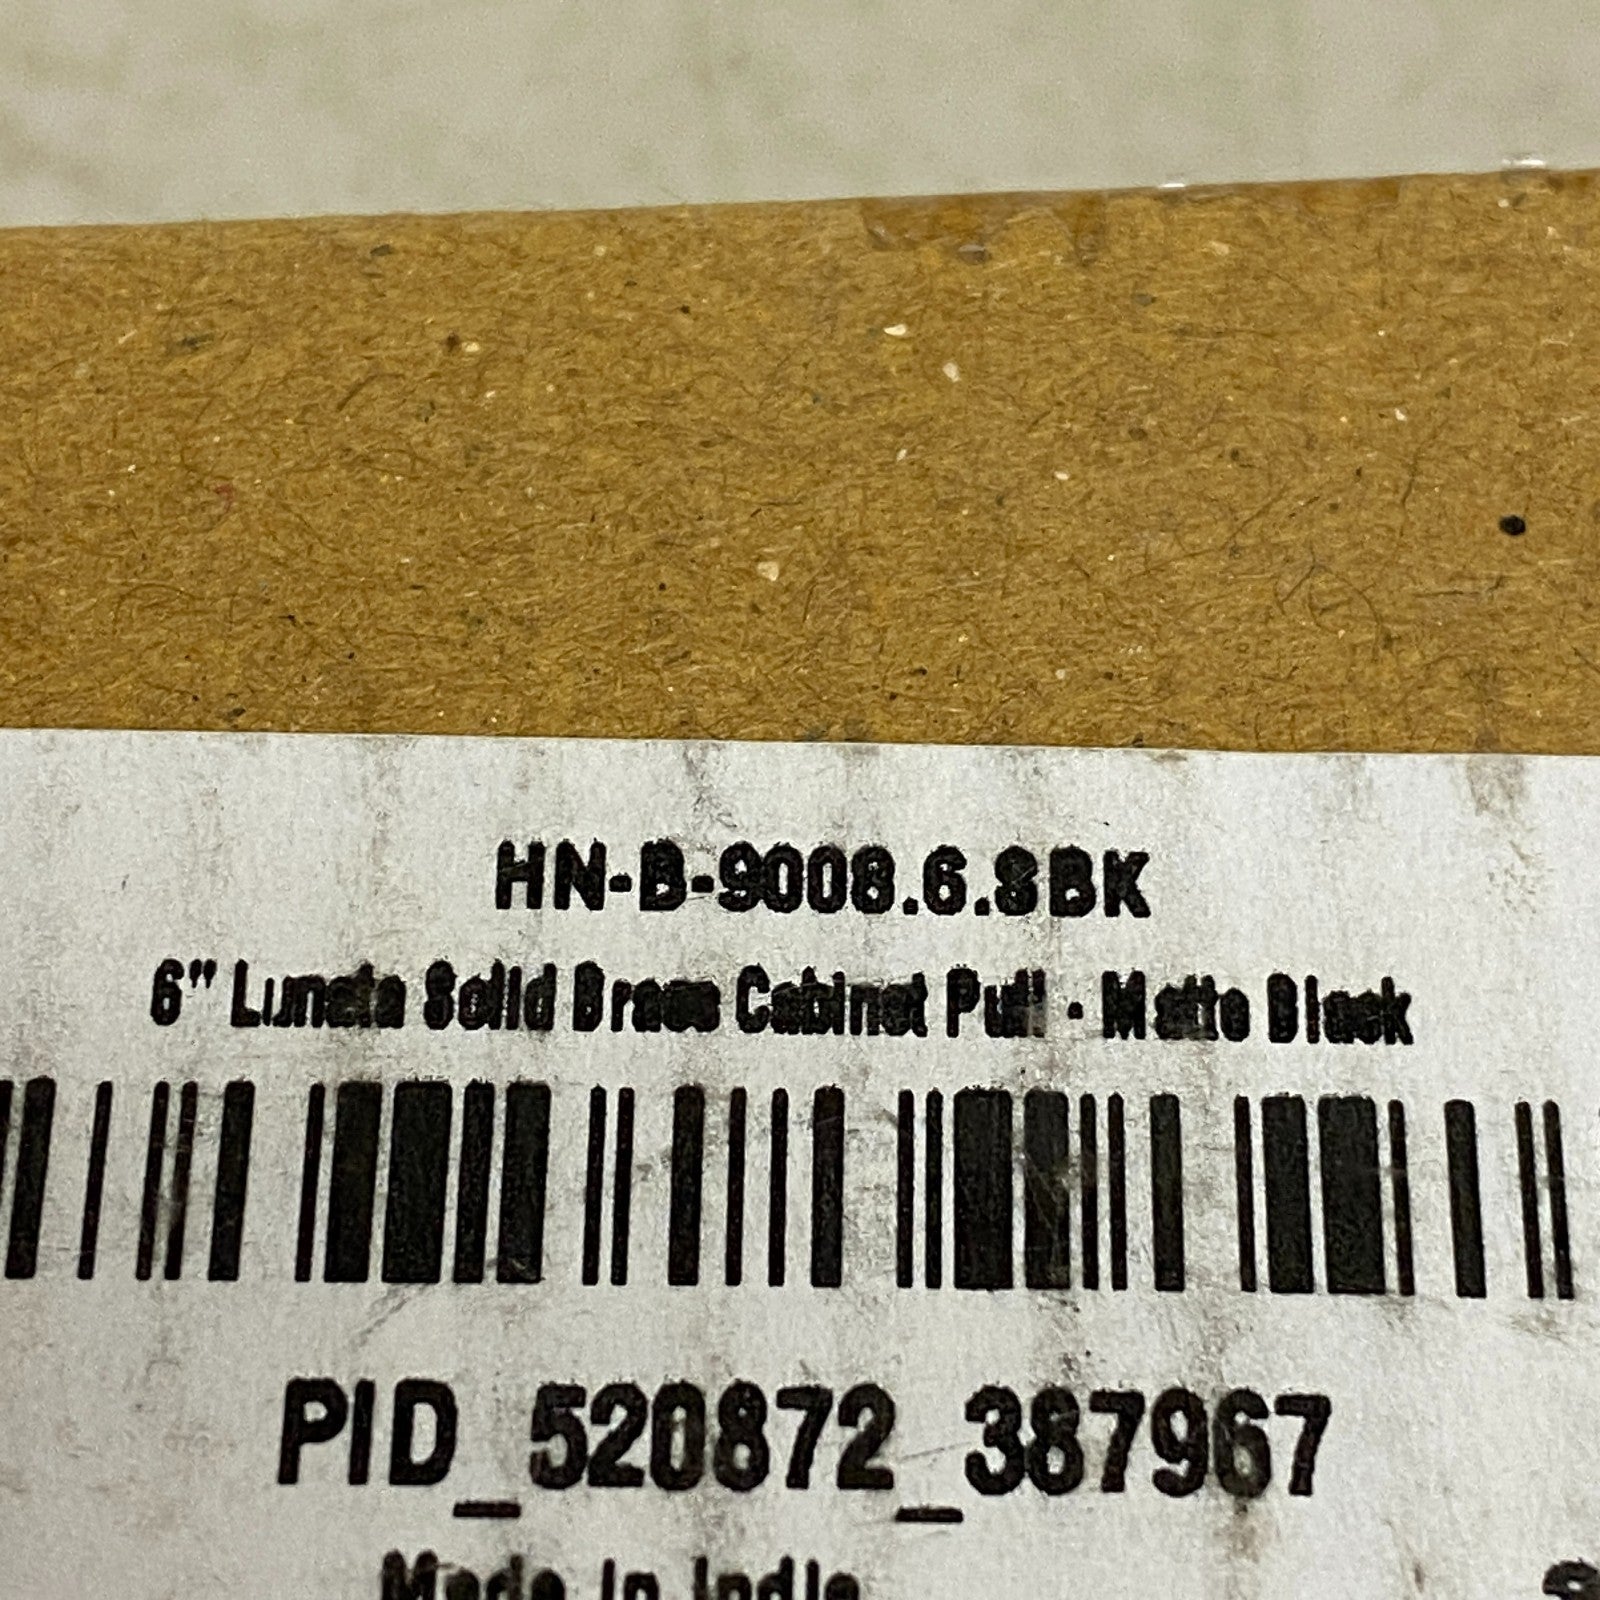 HN-B-9008.6.SBK
6" Lunata Solid Brass Cabinet Pull - Matte Black
PID_520872_387967
Made in India